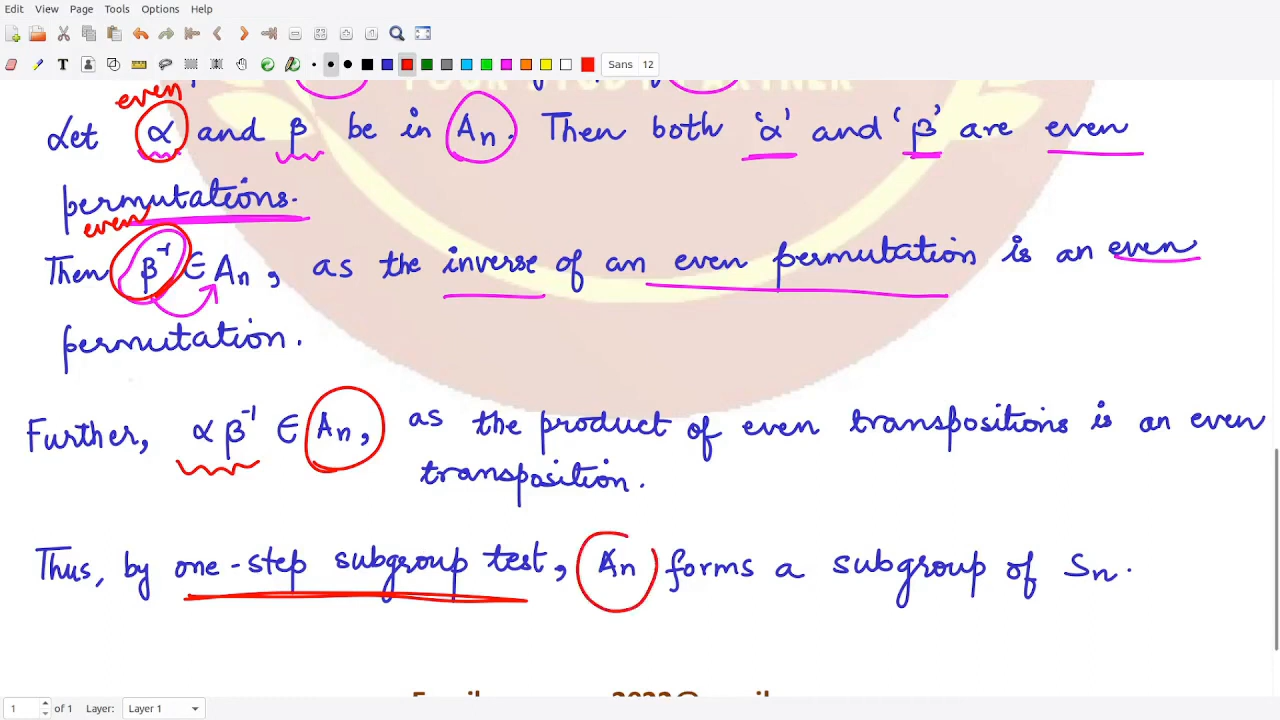 Edit View Page Tools Options Help
Sans 12
YOUR STUDY PARTNER
even
Let α and β be in An. Then both 'α' and 'β' are even
permutations.
even
Then β⁻¹ ∈ An, as the inverse of an even permutation is an even
permutation.
Further, αβ⁻¹ ∈ An, as the product of even transpositions is an even
transposition.
Thus, by one-step subgroup test, An forms a subgroup of Sn.
1 of 1 Layer: Layer 1